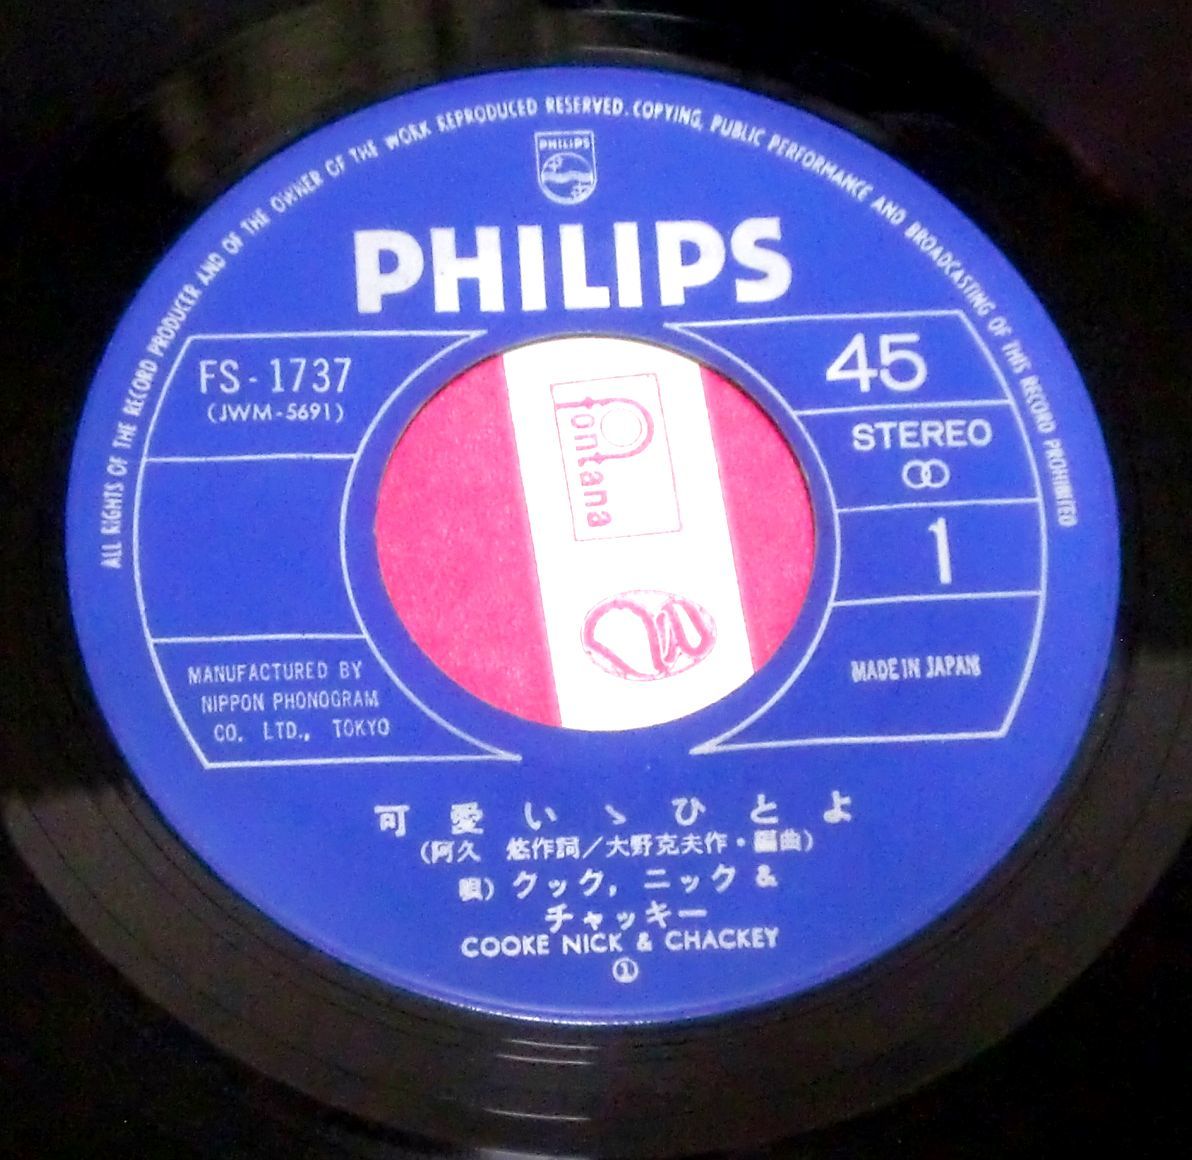 ALL RIGHTS OF THE RECORD PRODUCER AND OF THE OWNER OF THE WORK REPRODUCED RESERVED. COPYING, PUBLIC PERFORMANCE AND BROADCASTING OF THIS RECORD PROHIBITED
PHILIPS
PHILIPS
FS-1737
(JWM-5691)
45
STEREO
1
fontana
MANUFACTURED BY
NIPPON PHONOGRAM
CO. LTD., TOKYO
MADE IN JAPAN
可愛いゝひとよ
(阿久 悠作詞/大野克夫作・編曲)
唄) クック, ニック &
チャッキー
COOKE NICK & CHACKEY
①